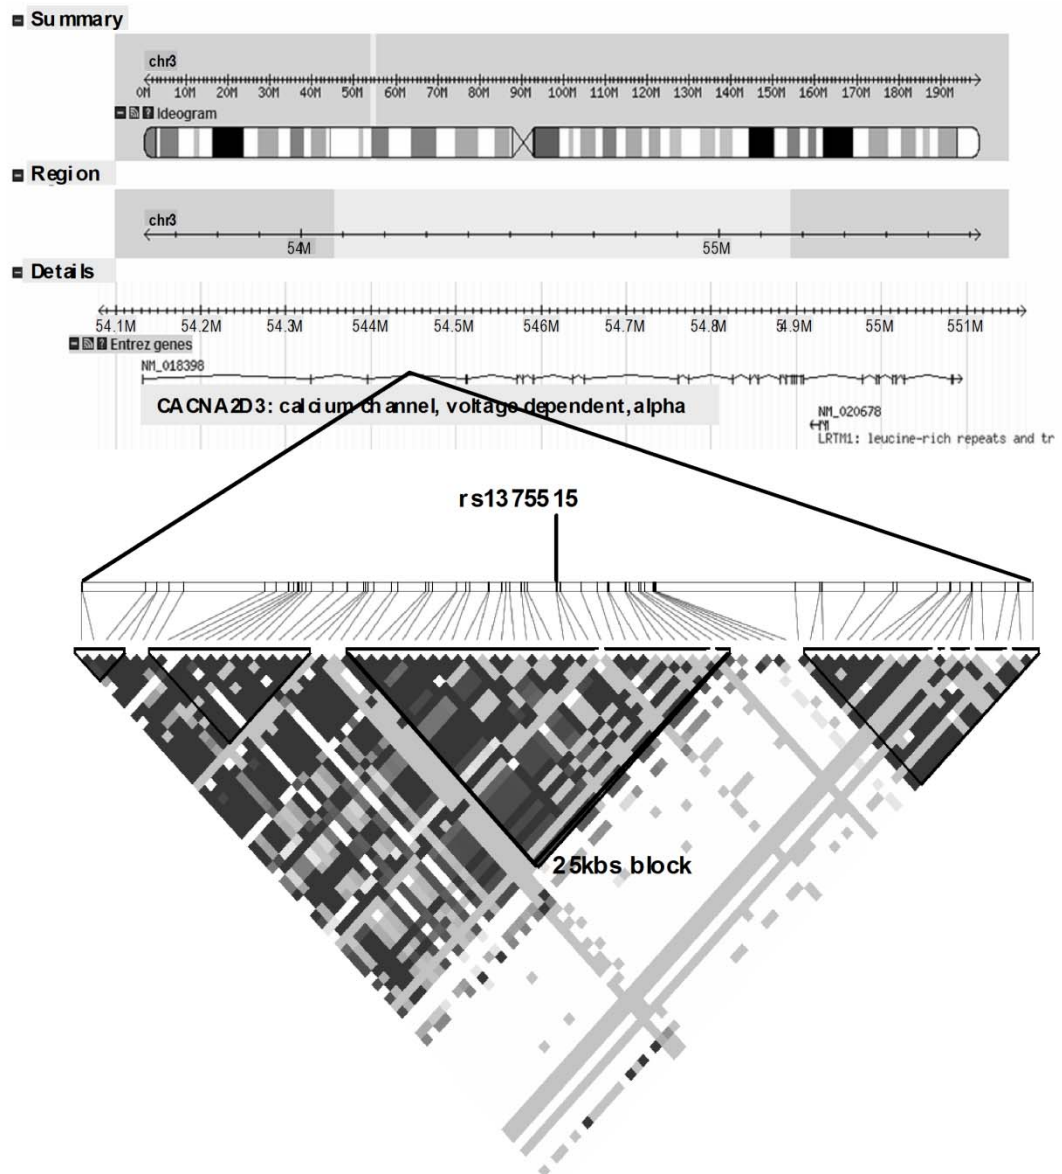 Summary
chr3
0M 10M 20M 30M 40M 50M 60M 70M 80M 90M 100M 110M 120M 130M 140M 150M 160M 170M 180M 190M
Ideogram
Region
chr3
54M 55M
Details
54.1M 54.2M 54.3M 544M 54.5M 546M 54.7M 54.8M 54.9M 55M 551M
Entrez genes
NM_018398
CACNA2D3: calcium channel, voltage dependent, alpha
NM_020678
LRTM1: leucine-rich repeats and tr
rs1375515
25kbs block